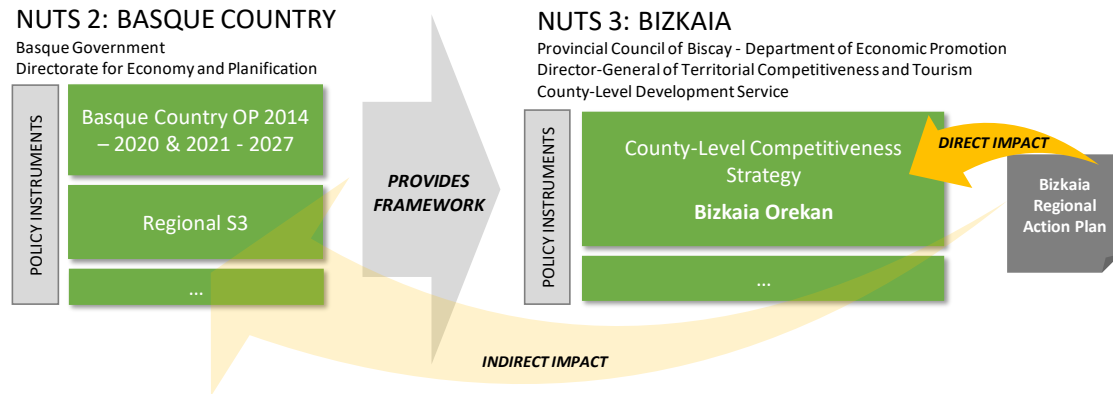 NUTS 2: BASQUE COUNTRY
Basque Government
Directorate for Economy and Planification
POLICY INSTRUMENTS
Basque Country OP 2014
– 2020 & 2021 - 2027
Regional S3
...
PROVIDES
FRAMEWORK
NUTS 3: BIZKAIA
Provincial Council of Biscay - Department of Economic Promotion
Director-General of Territorial Competitiveness and Tourism
County-Level Development Service
POLICY INSTRUMENTS
County-Level Competitiveness
Strategy
Bizkaia Orekan
...
DIRECT IMPACT
Bizkaia
Regional
Action Plan
INDIRECT IMPACT